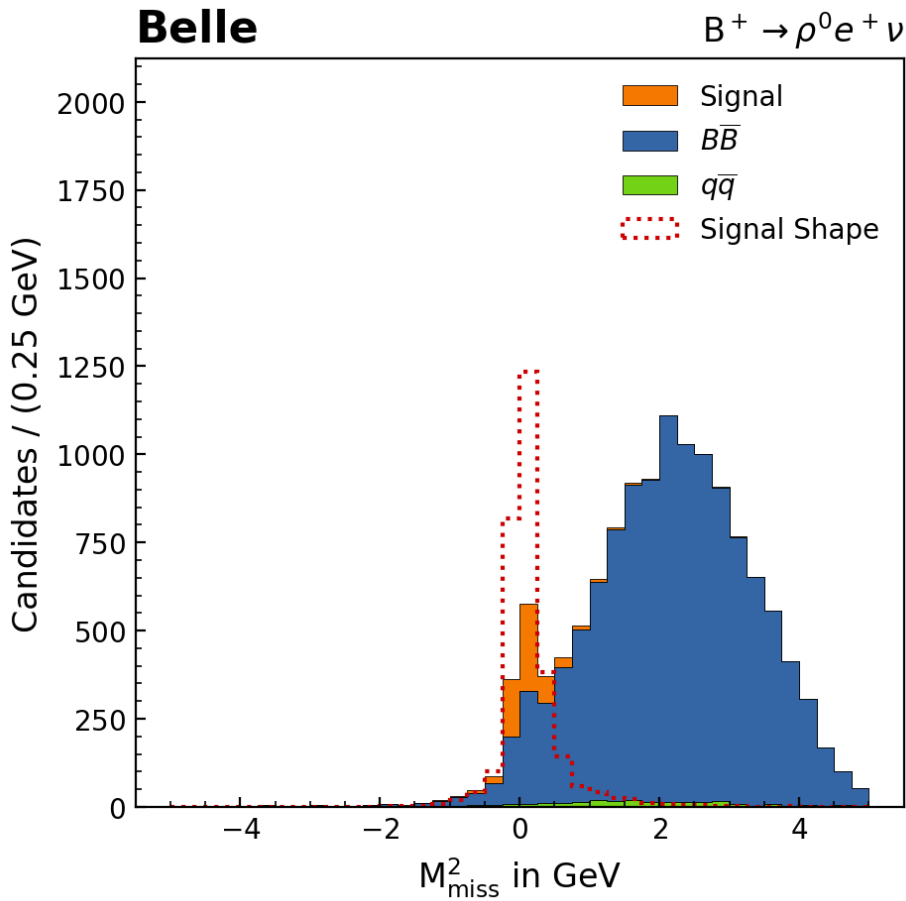 Belle
B⁺ → ρ⁰e⁺ν
Signal
BB̅
qq̅
Signal Shape
Candidates / (0.25 GeV)
2000
1750
1500
1250
1000
750
500
250
0
−4
−2
0
2
4
M²miss in GeV